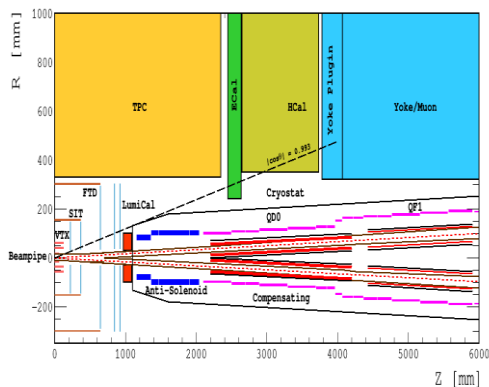 R [mm]
1000
800
600
400
200
0
−200
TPC
ECal
HCal
Yoke Plugin
Yoke/Muon
|cosθ| = 0.993
FTD
SIT
VTX
LumiCal
Cryostat
QD0
QF1
Beampipe
Anti-Solenoid
Compensating
0
1000
2000
3000
4000
5000
6000
Z [mm]